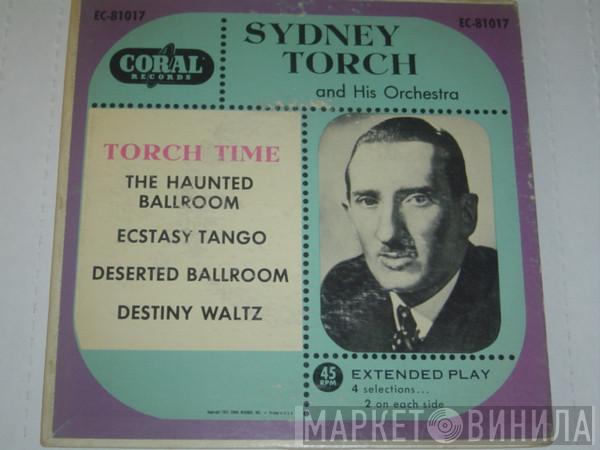 EC-81017
EC-81017
CORAL
RECORDS
SYDNEY
TORCH
and His Orchestra
TORCH TIME
THE HAUNTED
BALLROOM
ECSTASY TANGO
DESERTED BALLROOM
DESTINY WALTZ
45
RPM
EXTENDED PLAY
4 selections...
2 on each side
МАРКЕТ ВИНИЛА